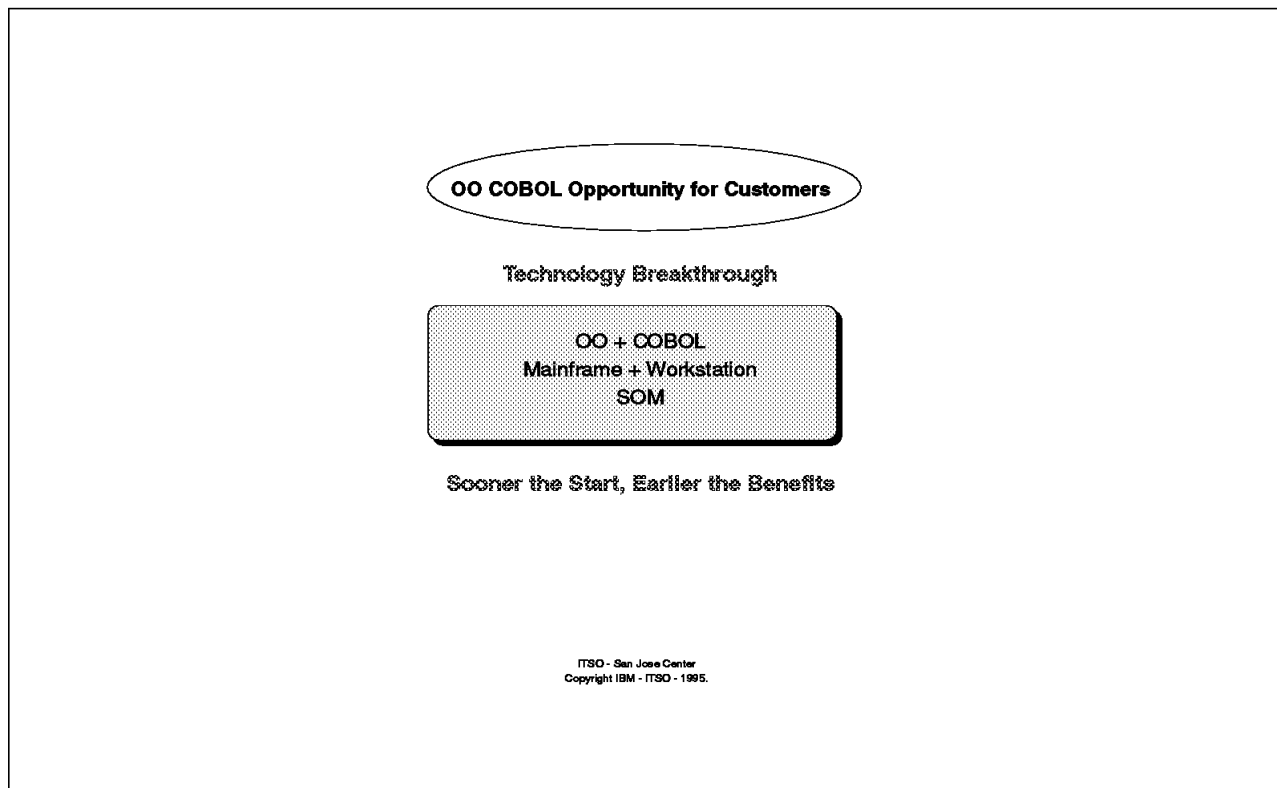 OO COBOL Opportunity for Customers
Technology Breakthrough
OO + COBOL
Mainframe + Workstation
SOM
Sooner the Start, Earlier the Benefits
ITSO - San Jose Center
Copyright IBM - ITSO - 1995.